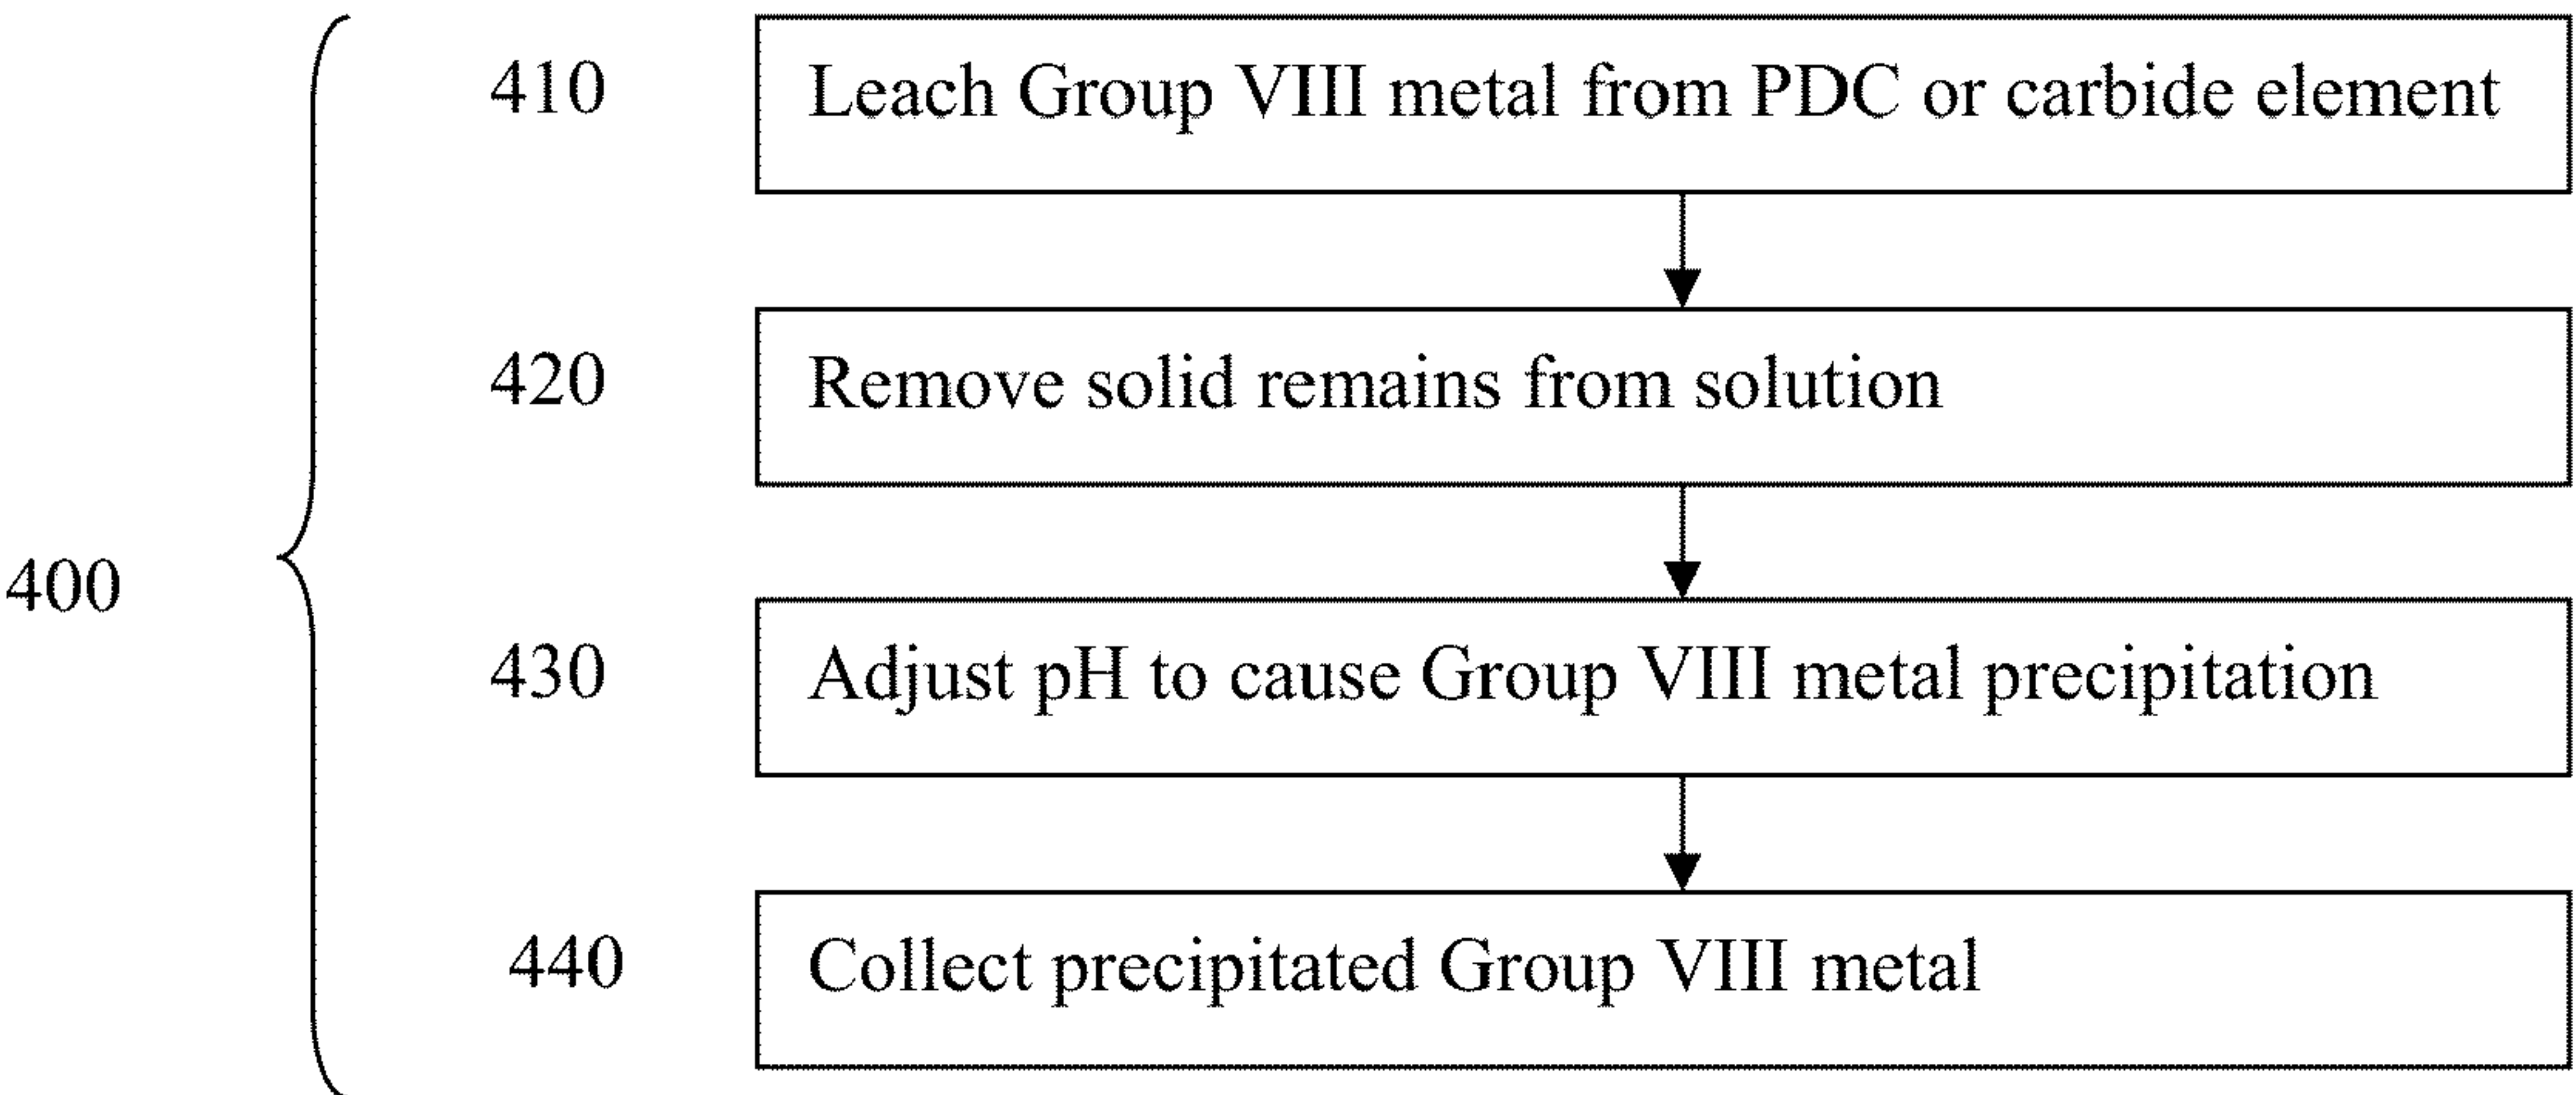 410 Leach Group VIII metal from PDC or carbide element
420 Remove solid remains from solution
400
430 Adjust pH to cause Group VIII metal precipitation
440 Collect precipitated Group VIII metal